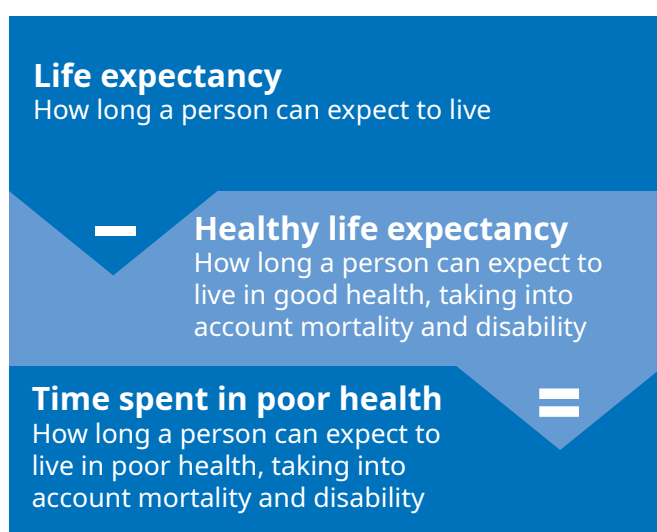 Life expectancy
How long a person can expect to live
−
Healthy life expectancy
How long a person can expect to
live in good health, taking into
account mortality and disability
=
Time spent in poor health
How long a person can expect to
live in poor health, taking into
account mortality and disability